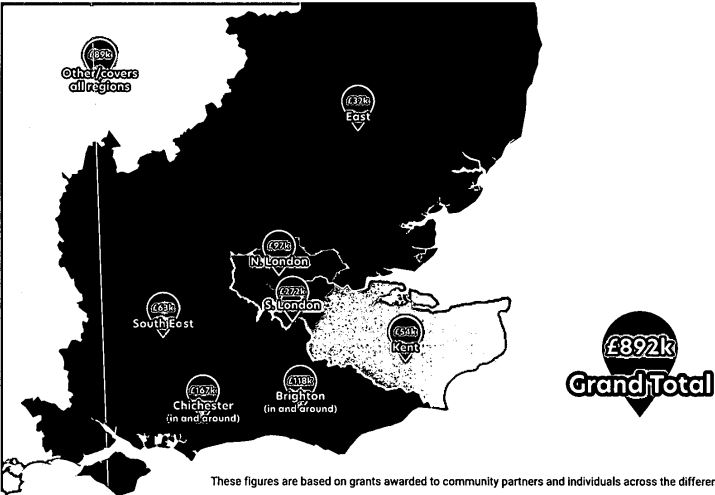 £89k
Other/covers
all regions
£32k
East
£97k
N. London
£272k
S. London
£63k
South East
£54k
Kent
£167k
Chichester
(in and around)
£118k
Brighton
(in and around)
£892k
Grand Total
These figures are based on grants awarded to community partners and individuals across the differer